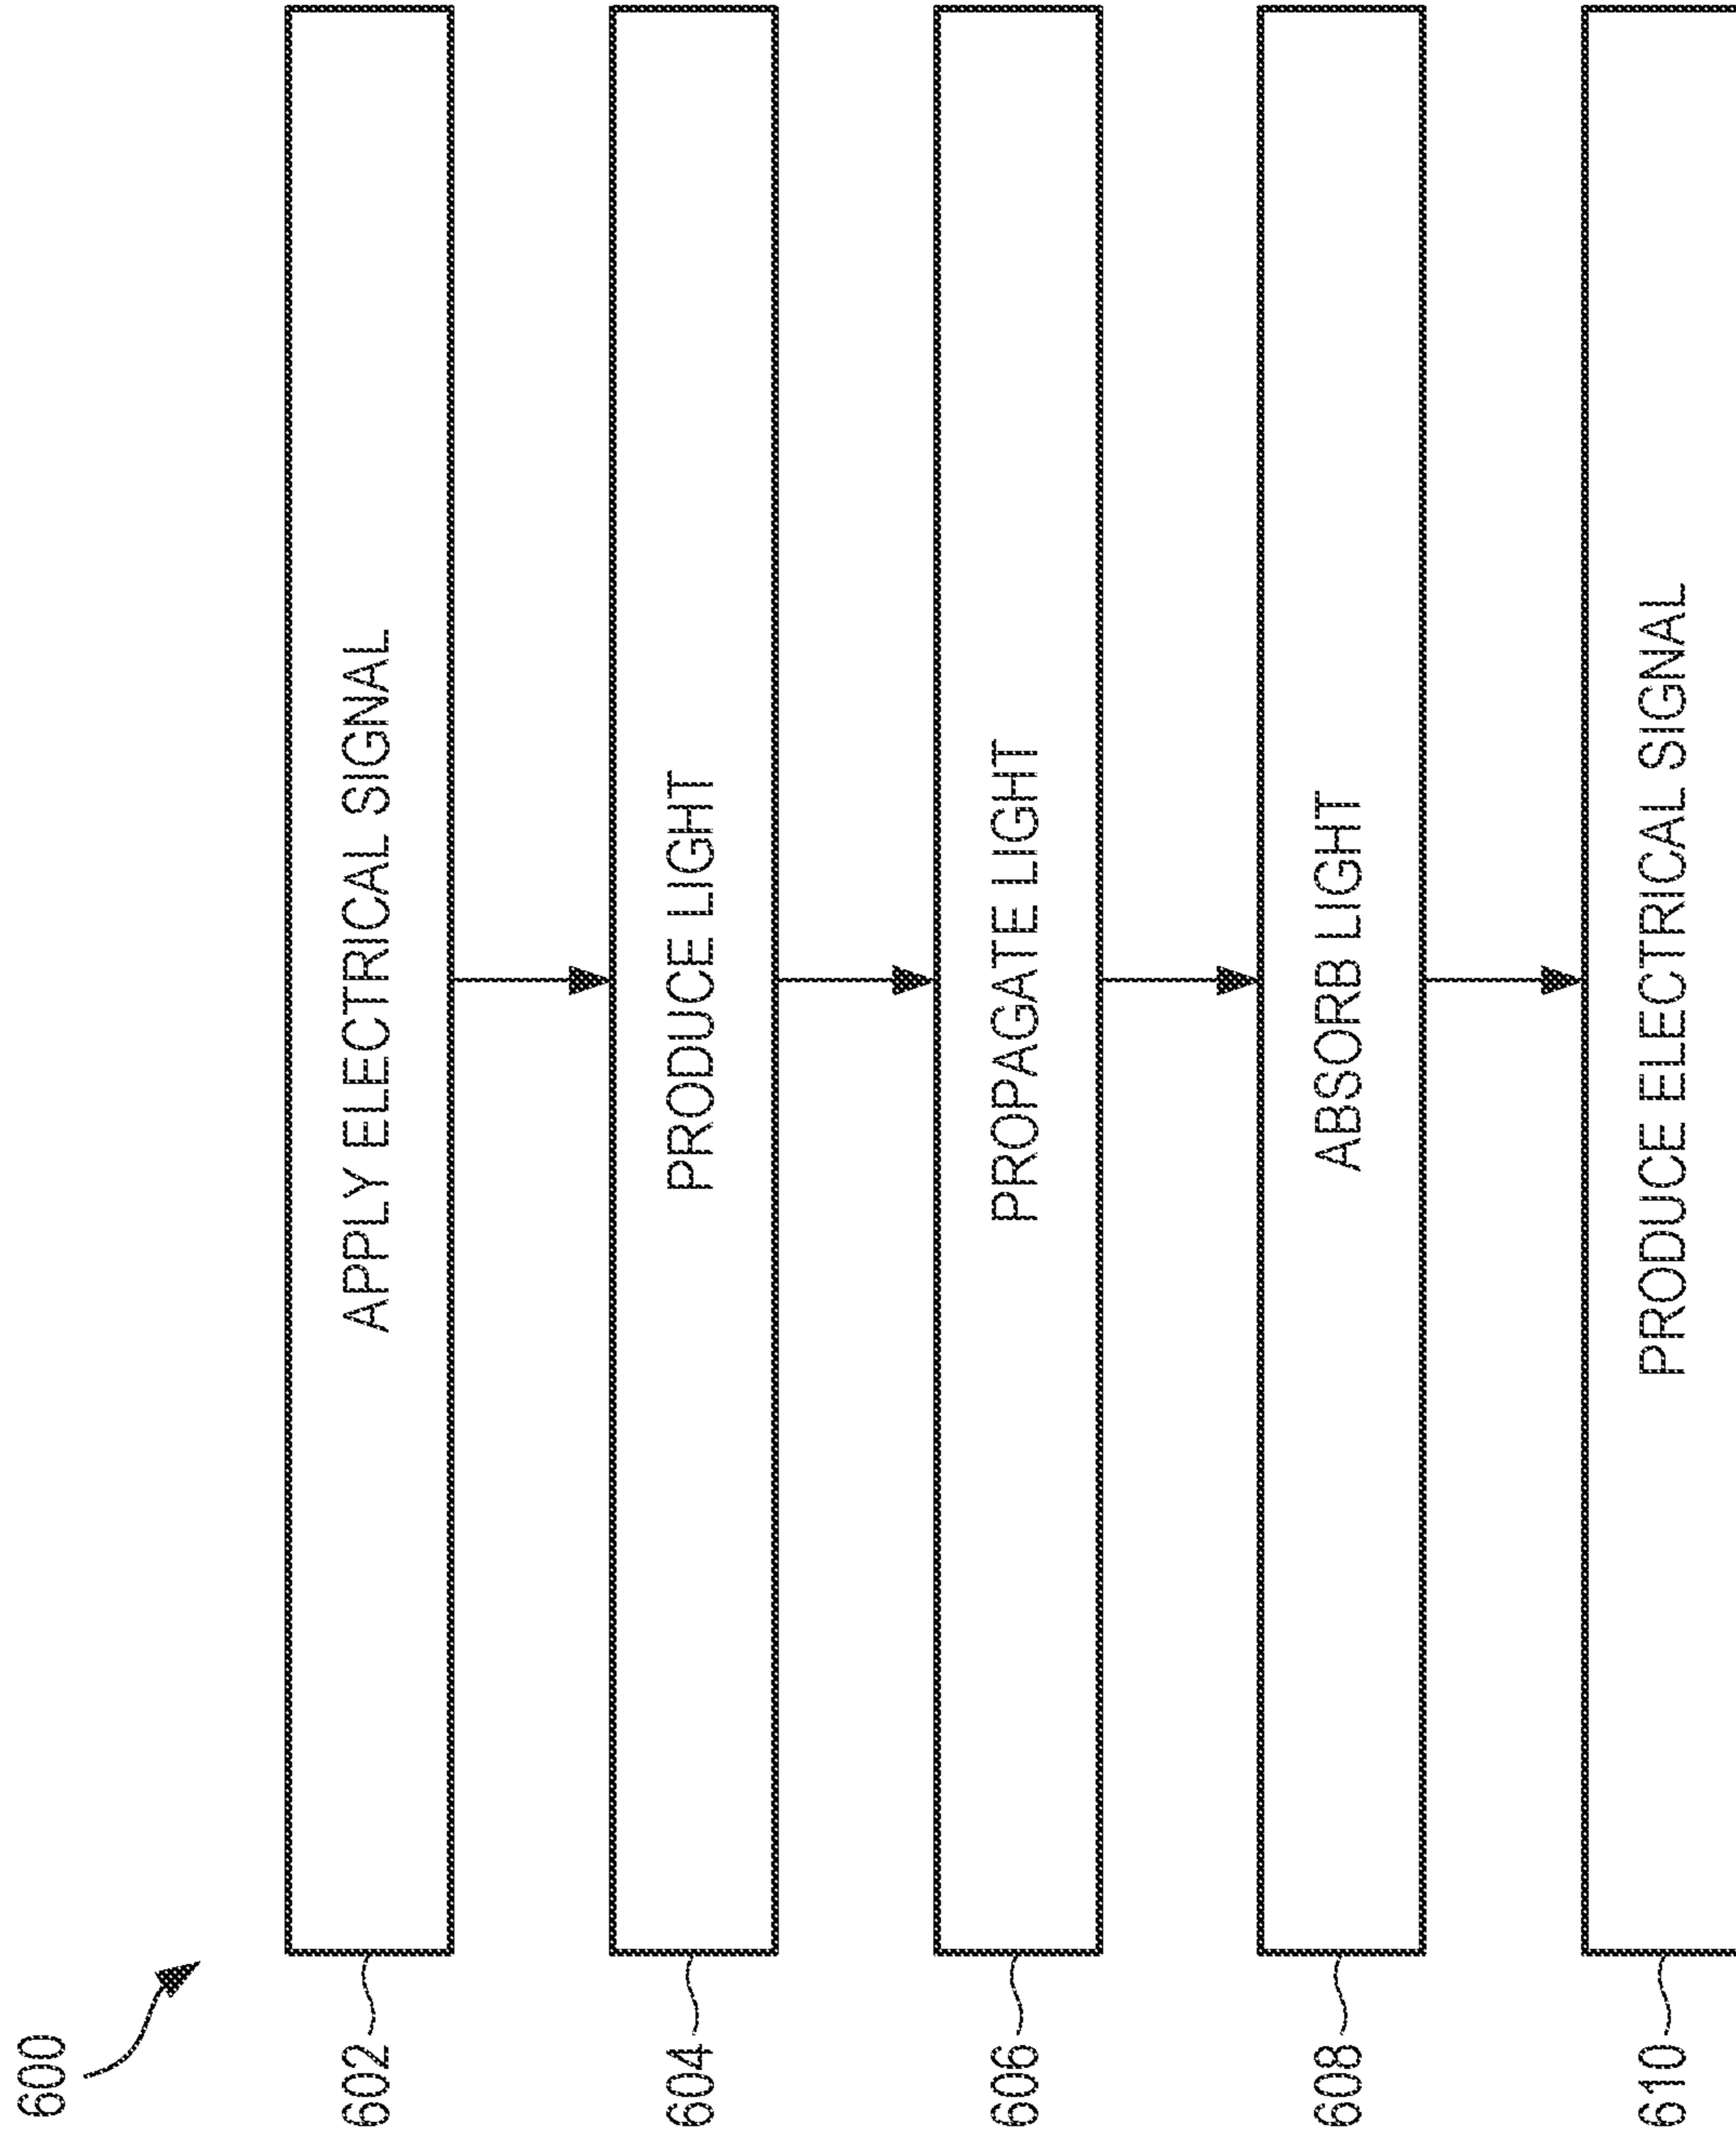 600
602
APPLY ELECTRICAL SIGNAL
604
PRODUCE LIGHT
606
PROPAGATE LIGHT
608
ABSORB LIGHT
610
PRODUCE ELECTRICAL SIGNAL